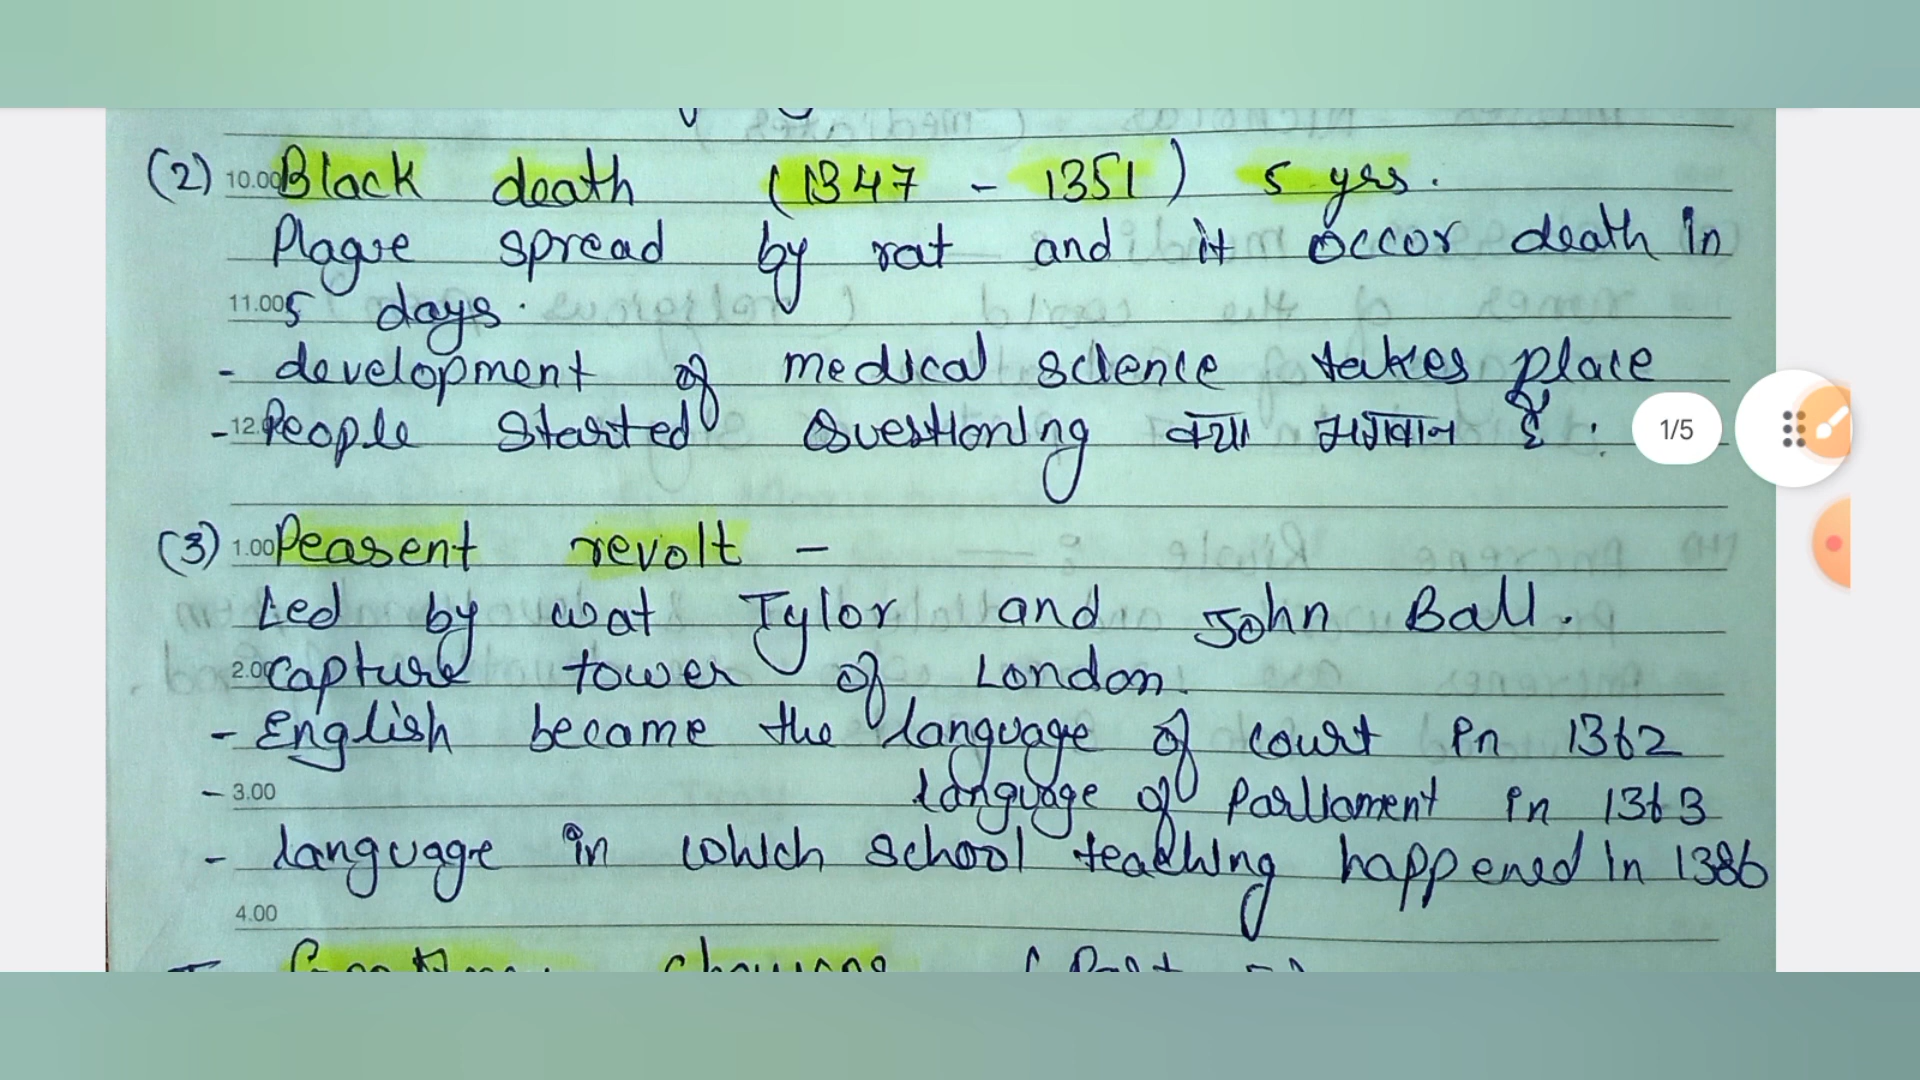 (2) 10.00 Black death (1347 - 1351) 5 yrs.
Plague spread by rat and it occor death in
11.00 5 days.
- development of medical science takes place
- 12.00 People started Questioning क्या भगवान है.
1/5
(3) 1.00 Peasent revolt -
Led by wat Tylor and John Ball.
2.00 Capture tower of London.
- English became the language of court in 1362
- 3.00 language of Parliament in 1363
- language in which school teaching happened in 1386
4.00